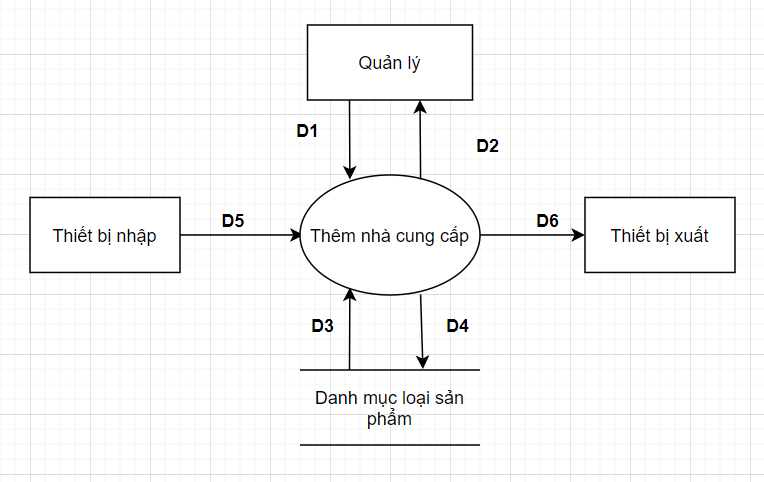 Quản lý
D1
D2
Thiết bị nhập
D5
Thêm nhà cung cấp
D6
Thiết bị xuất
D3
D4
Danh mục loại sản
phẩm